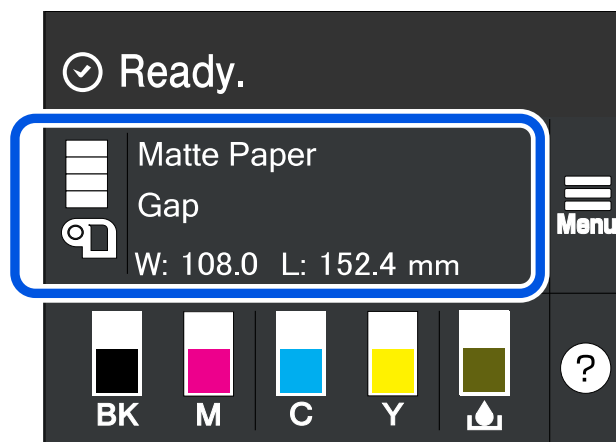 Ready.
Matte Paper
Gap
W: 108.0 L: 152.4 mm
Menu
BK M C Y
?